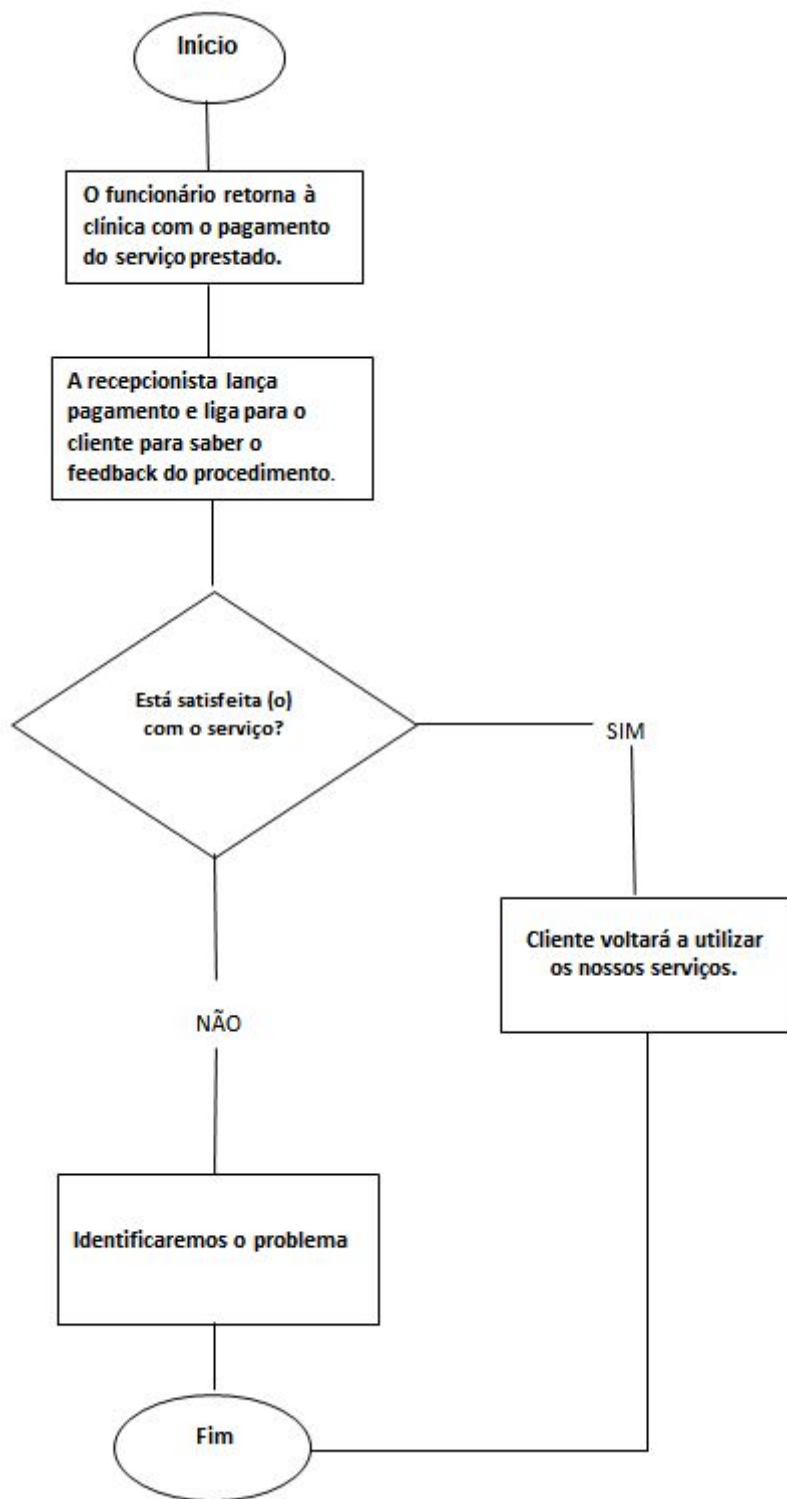 Início
O funcionário retorna à
clínica com o pagamento
do serviço prestado.
A recepcionista lança
pagamento e liga para o
cliente para saber o
feedback do procedimento.
Está satisfeita (o)
com o serviço?
SIM
Cliente voltará a utilizar
os nossos serviços.
NÃO
Identificaremos o problema
Fim